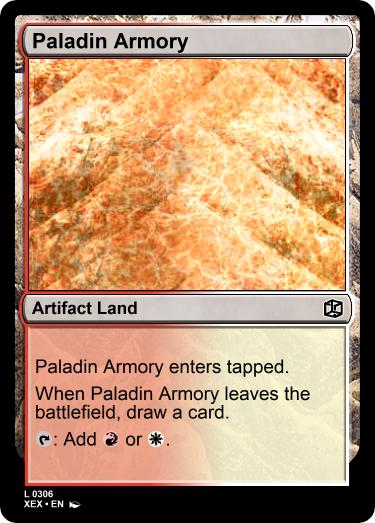 Paladin Armory
Artifact Land
Paladin Armory enters tapped.
When Paladin Armory leaves the
battlefield, draw a card.
: Add or .
L 0306
XEX • EN